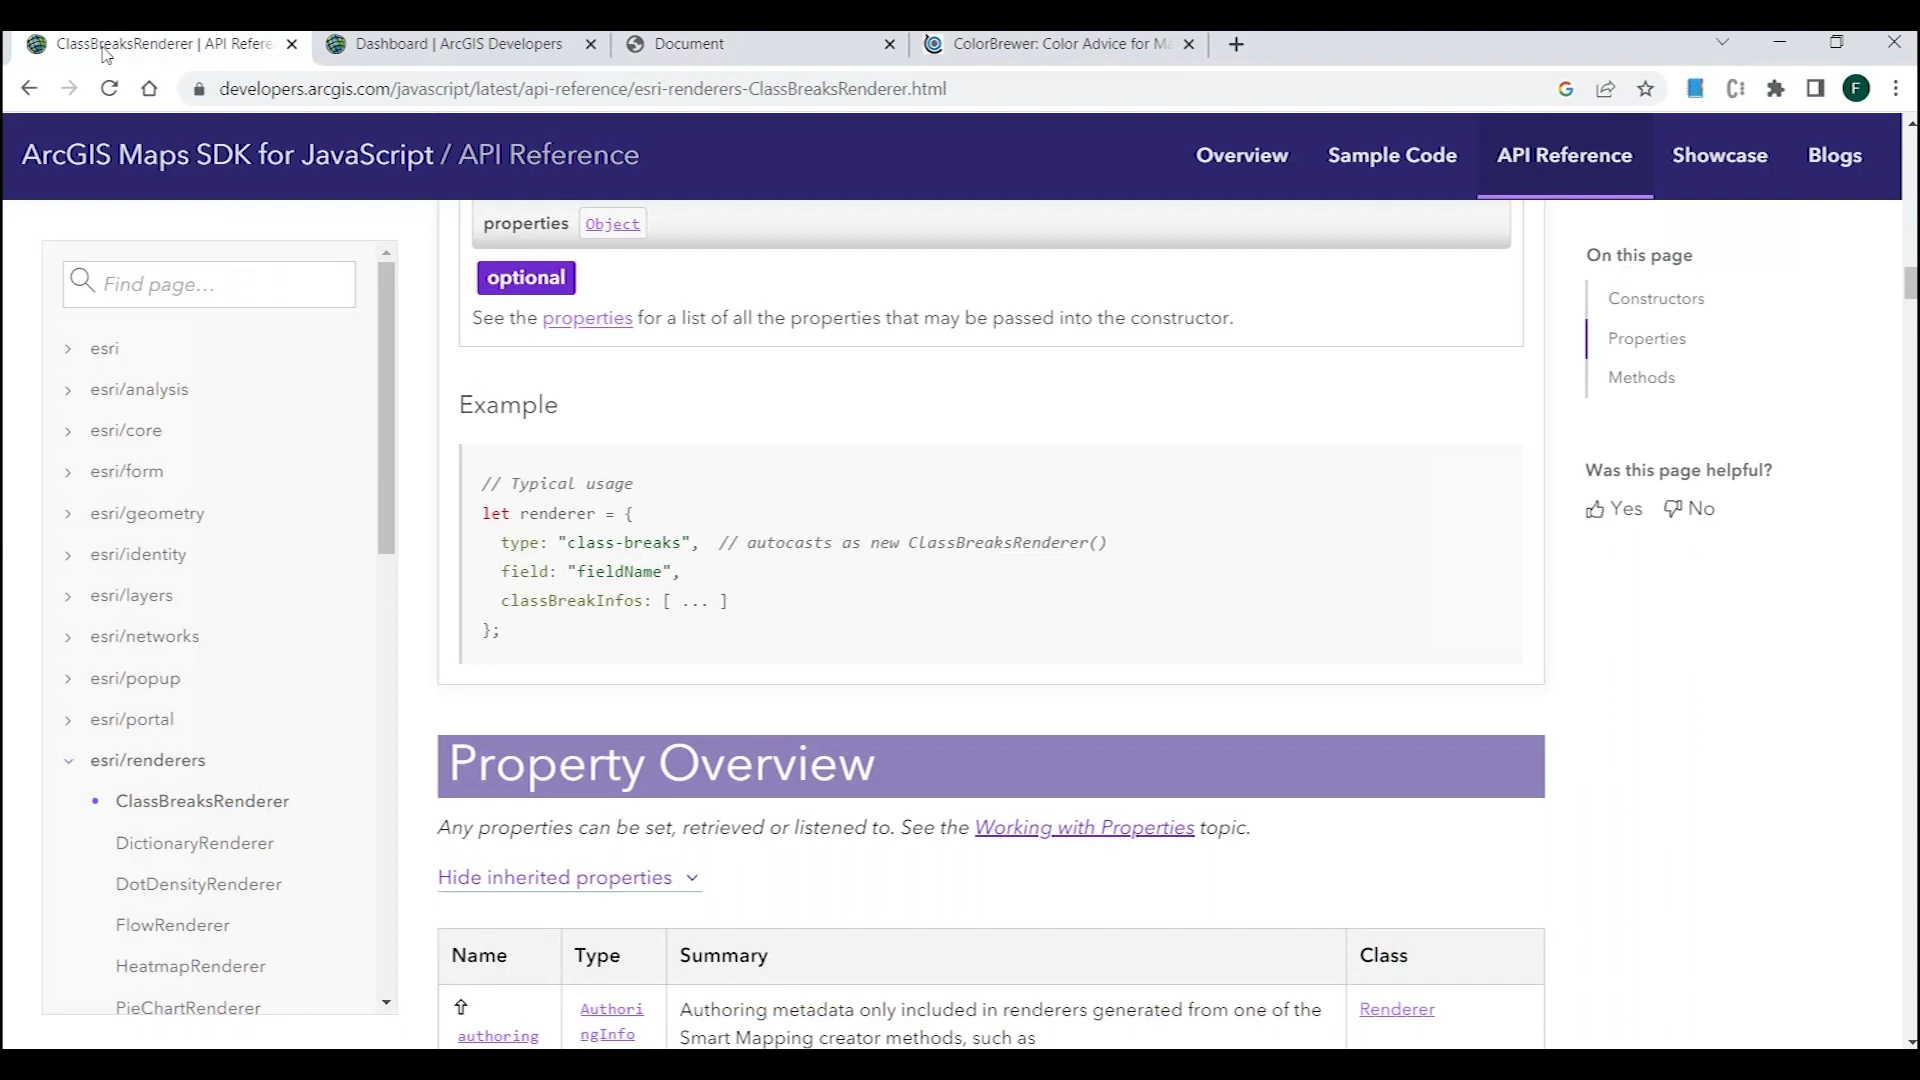 ClassBreaksRenderer | API Refere
Dashboard | ArcGIS Developers
Document
ColorBrewer: Color Advice for Ma
developers.arcgis.com/javascript/latest/api-reference/esri-renderers-ClassBreaksRenderer.html
F
ArcGIS Maps SDK for JavaScript / API Reference
Overview
Sample Code
API Reference
Showcase
Blogs
Find page...
esri
esri/analysis
esri/core
esri/form
esri/geometry
esri/identity
esri/layers
esri/networks
esri/popup
esri/portal
esri/renderers
ClassBreaksRenderer
DictionaryRenderer
DotDensityRenderer
FlowRenderer
HeatmapRenderer
PieChartRenderer
properties Object
optional
See the properties for a list of all the properties that may be passed into the constructor.
Example
// Typical usage
let renderer = {
type: "class-breaks", // autocasts as new ClassBreaksRenderer()
field: "fieldName",
classBreakInfos: [ ... ]
};
Property Overview
Any properties can be set, retrieved or listened to. See the Working with Properties topic.
Hide inherited properties
Name Type Summary Class
authoring
Authori
ngInfo
Authoring metadata only included in renderers generated from one of the
Smart Mapping creator methods, such as
Renderer
On this page
Constructors
Properties
Methods
Was this page helpful?
Yes No